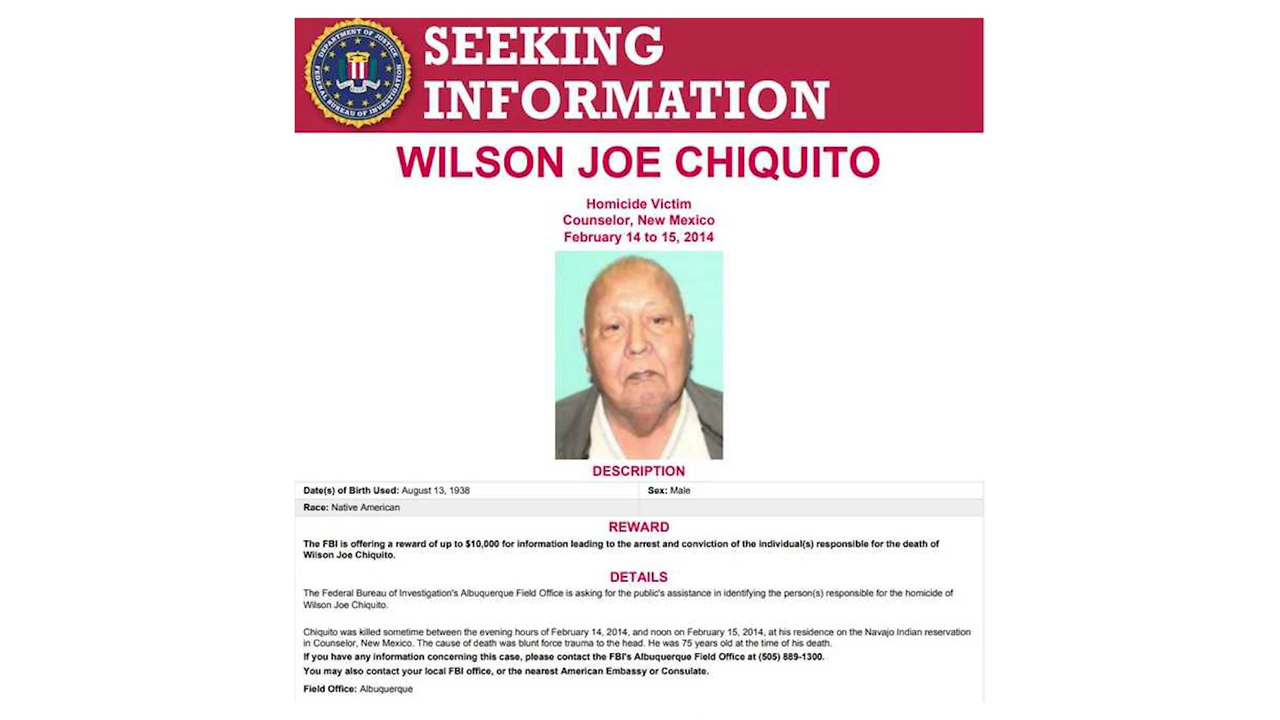 SEEKING
INFORMATION
DEPARTMENT OF JUSTICE
FEDERAL BUREAU OF INVESTIGATION
WILSON JOE CHIQUITO
Homicide Victim
Counselor, New Mexico
February 14 to 15, 2014
DESCRIPTION
Date(s) of Birth Used: August 13, 1938 Sex: Male
Race: Native American
REWARD
The FBI is offering a reward of up to $10,000 for information leading to the arrest and conviction of the individual(s) responsible for the death of
Wilson Joe Chiquito.
DETAILS
The Federal Bureau of Investigation's Albuquerque Field Office is asking for the public's assistance in identifying the person(s) responsible for the homicide of
Wilson Joe Chiquito.
Chiquito was killed sometime between the evening hours of February 14, 2014, and noon on February 15, 2014, at his residence on the Navajo Indian reservation
in Counselor, New Mexico. The cause of death was blunt force trauma to the head. He was 75 years old at the time of his death.
If you have any information concerning this case, please contact the FBI's Albuquerque Field Office at (505) 889-1300.
You may also contact your local FBI office, or the nearest American Embassy or Consulate.
Field Office: Albuquerque